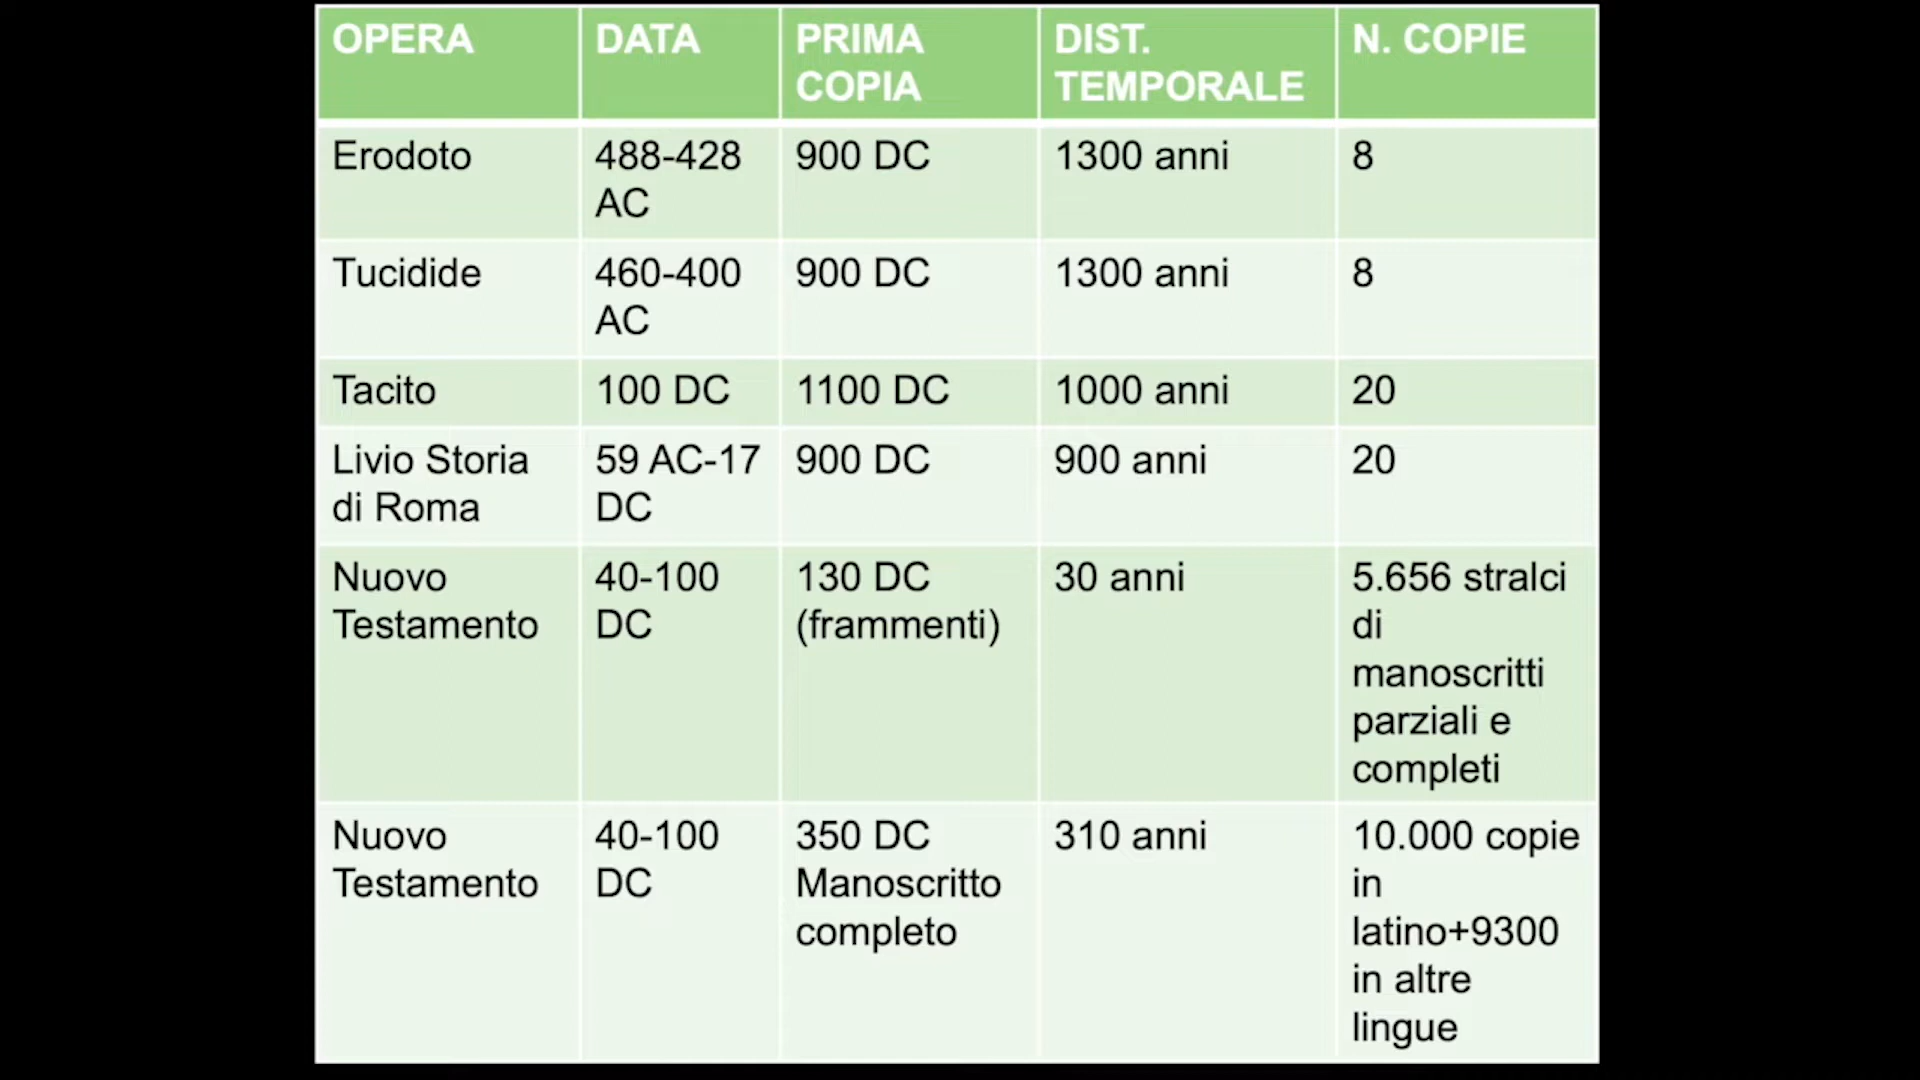 OPERA
DATA
PRIMA
COPIA
DIST.
TEMPORALE
N. COPIE
Erodoto
488-428
AC
900 DC
1300 anni
8
Tucidide
460-400
AC
900 DC
1300 anni
8
Tacito
100 DC
1100 DC
1000 anni
20
Livio Storia
di Roma
59 AC-17
DC
900 DC
900 anni
20
Nuovo
Testamento
40-100
DC
130 DC
(frammenti)
30 anni
5.656 stralci
di
manoscritti
parziali e
completi
Nuovo
Testamento
40-100
DC
350 DC
Manoscritto
completo
310 anni
10.000 copie
in
latino+9300
in altre
lingue